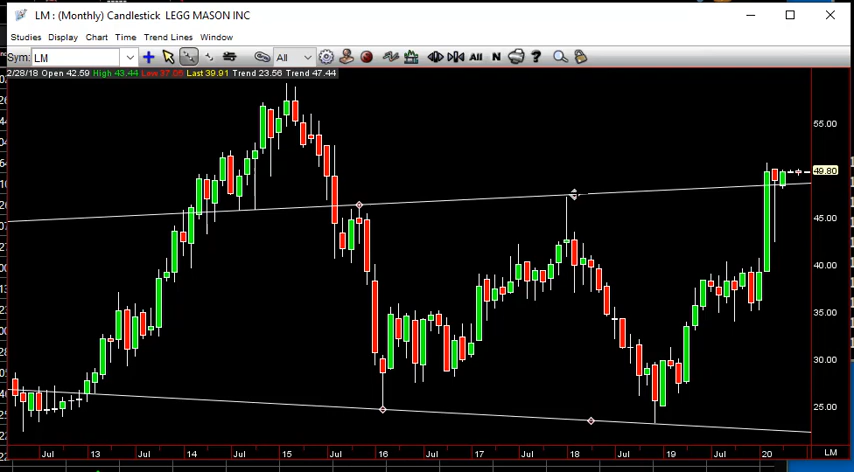 LM : (Monthly) Candlestick LEGG MASON INC
Studies Display Chart Time Trend Lines Window
Sym: LM All All N ?
2/28/18 Open 42.59 High 43.44 Low 37.05 Last 39.91 Trend 23.56 Trend 47.44
55.00
49.80
45.00
40.00
35.00
30.00
25.00
Jul 13 Jul 14 Jul 15 Jul 16 Jul 17 Jul 18 Jul 19 Jul 20 LM